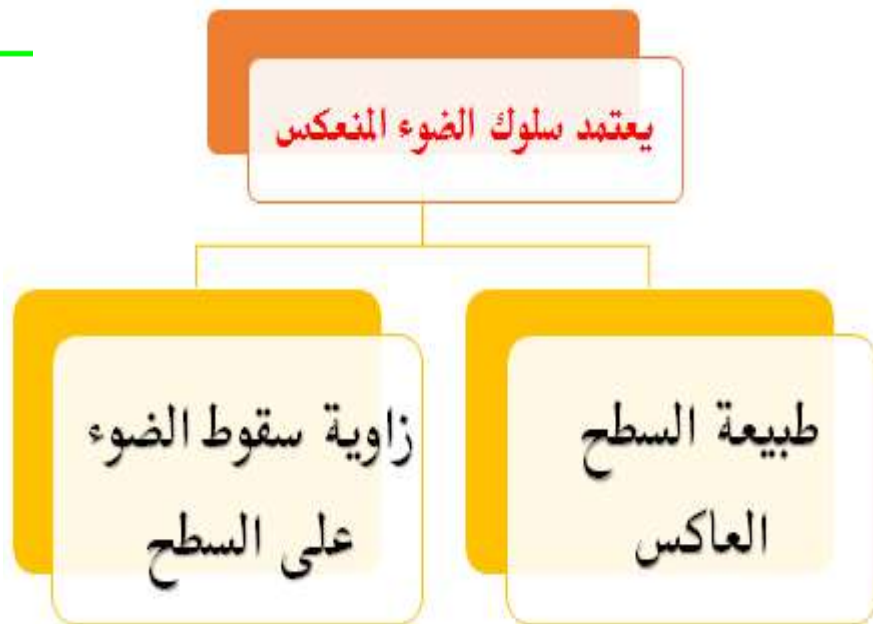 يعتمد سلوك الضوء المنعكس
طبيعة السطح
العاكس
زاوية سقوط الضوء
على السطح